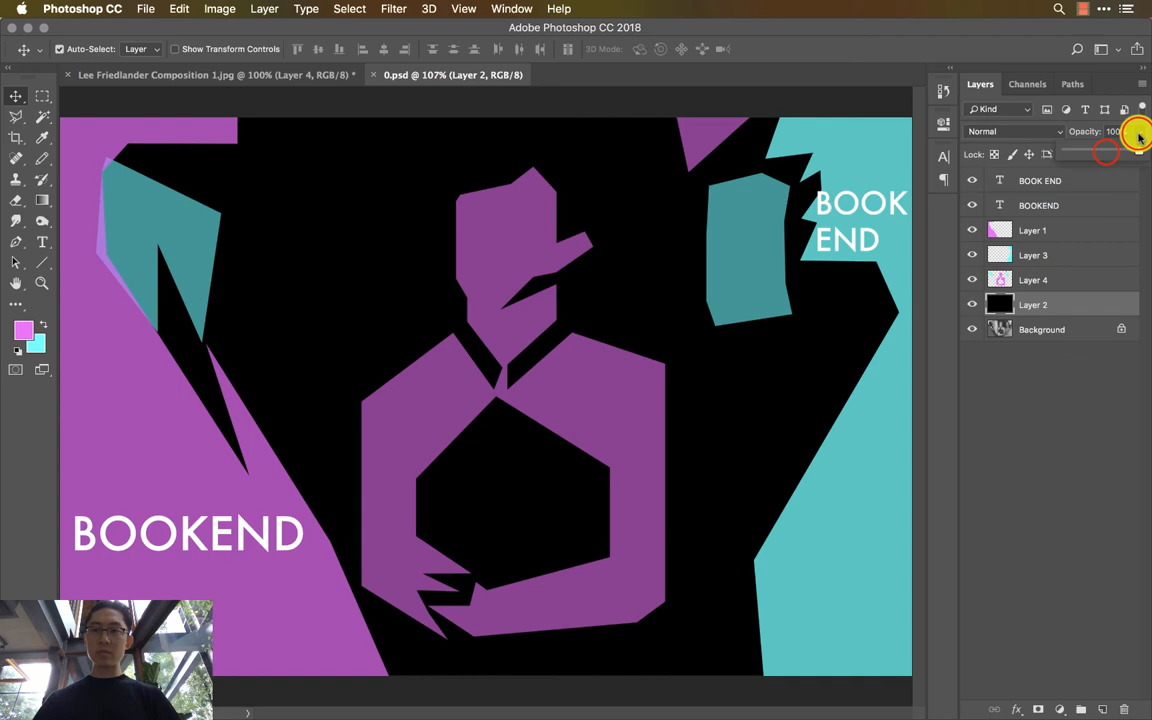 Photoshop CC File Edit Image Layer Type Select Filter 3D View Window Help
Adobe Photoshop CC 2018
Auto-Select: Layer Show Transform Controls 3D Mode:
Lee Friedlander Composition 1.jpg @ 100% (Layer 4, RGB/8) *
0.psd @ 107% (Layer 2, RGB/8)
Layers Channels Paths
Kind
Normal Opacity: 100
Lock:
BOOK END
BOOKEND
Layer 1
Layer 3
Layer 4
Layer 2
Background
BOOK
END
BOOKEND